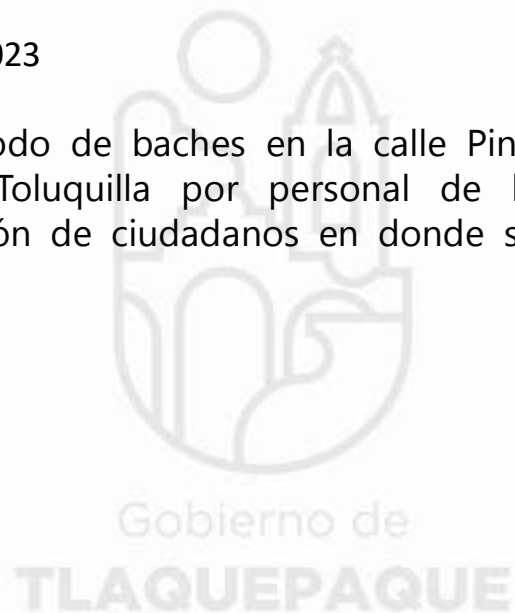 023
odo de baches en la calle Pin
Toluquilla por personal de l
ón de ciudadanos en donde s
Gobierno de
TLAQUEPAQUE